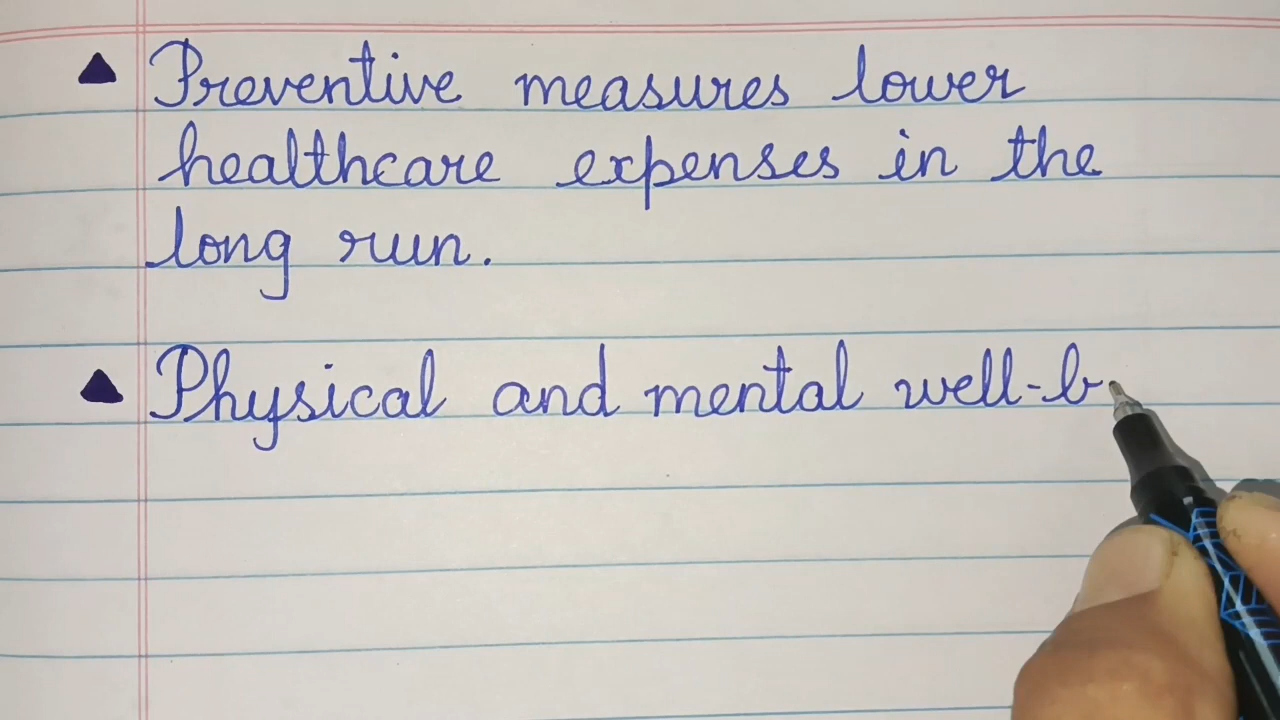 ▲ Preventive measures lower
healthcare expenses in the
long run.
▲ Physical and mental well-b